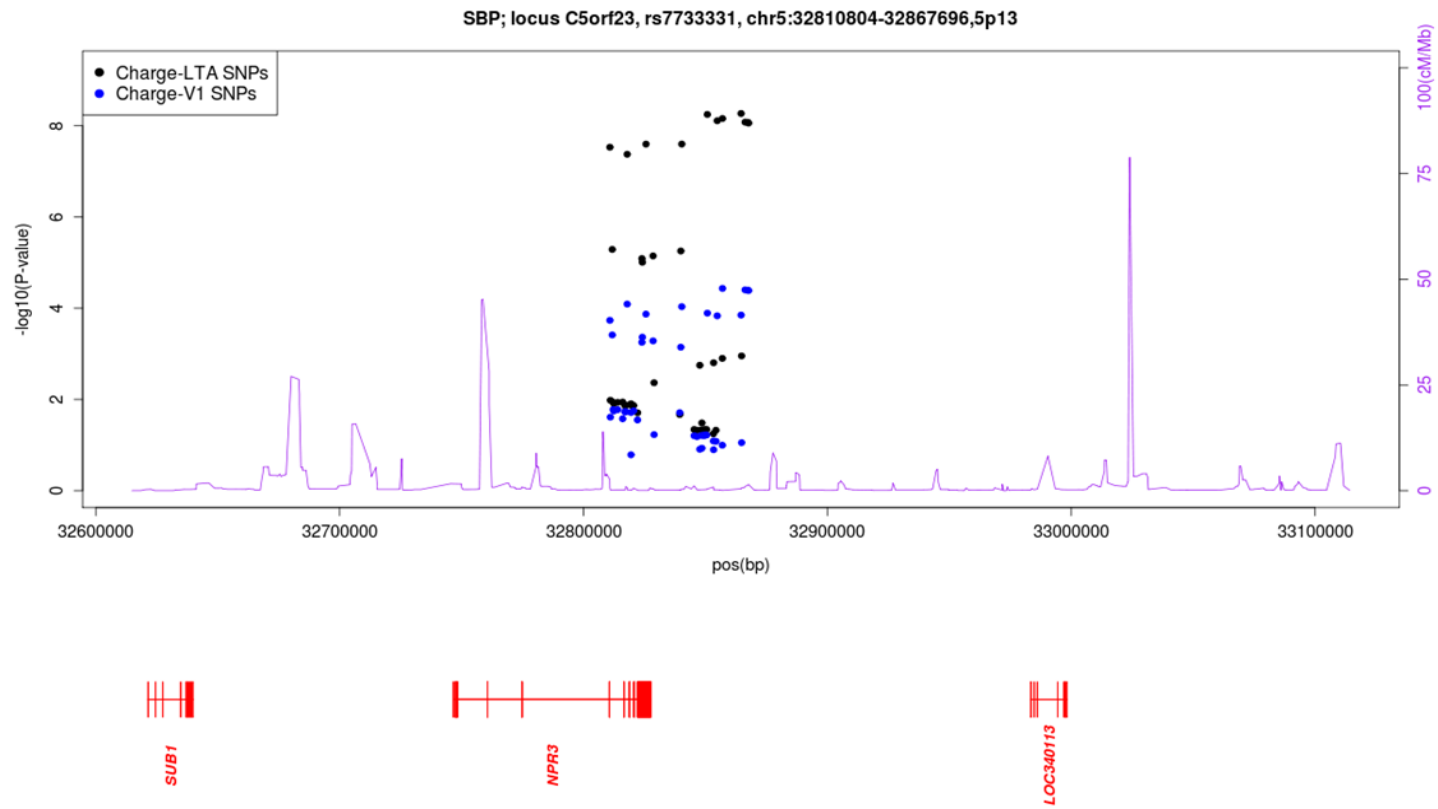 SBP; locus C5orf23, rs7733331, chr5:32810804-32867696,5p13
Charge-LTA SNPs
Charge-V1 SNPs
-log10(P-value)
8
6
4
2
0
100(cM/Mb)
75
50
25
0
32600000 32700000 32800000 32900000 33000000 33100000
pos(bp)
SUB1 NPR3 LOC340113